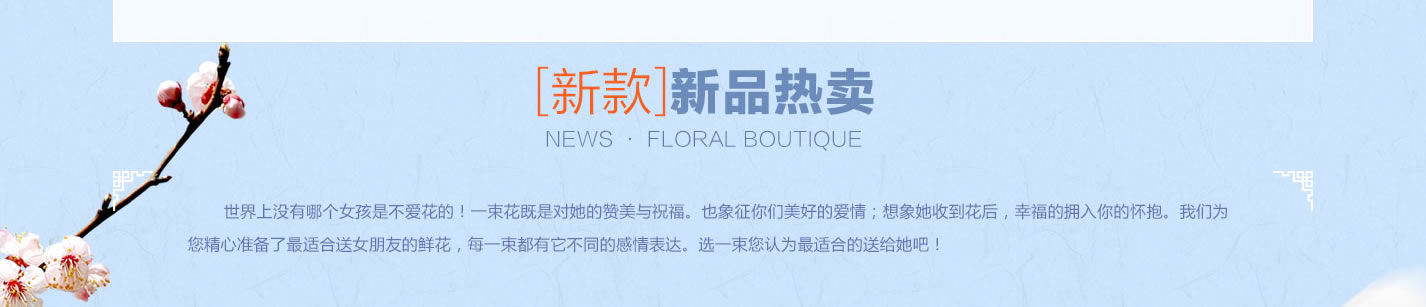 [新款]新品热卖
NEWS · FLORAL BOUTIQUE
世界上没有哪个女孩是不爱花的！一束花既是对她的赞美与祝福。也象征你们美好的爱情；想象她收到花后，幸福的拥入你的怀抱。我们为
您精心准备了最适合送女朋友的鲜花，每一束都有它不同的感情表达。选一束您认为最适合的送给她吧！